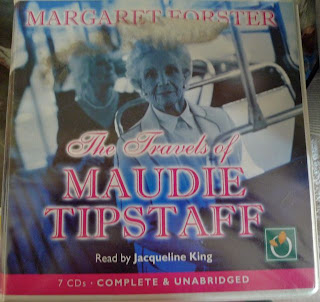 MARGARET FORSTER
The Travels of
MAUDIE
TIPSTAFF
Read by Jacqueline King
7 CDs · COMPLETE & UNABRIDGED